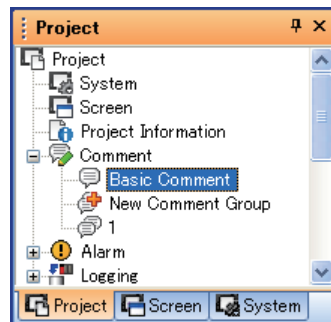 Project
Project
System
Screen
Project Information
Comment
Basic Comment
New Comment Group
1
Alarm
Logging
Project Screen System